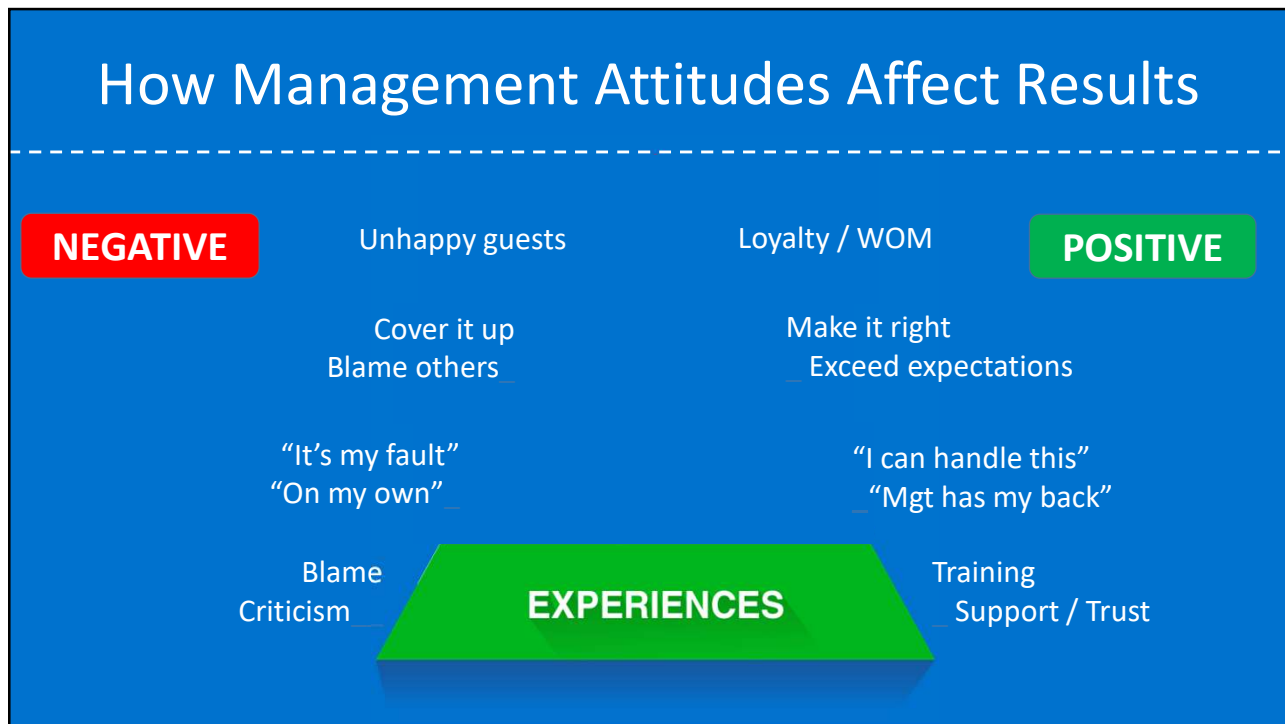 How Management Attitudes Affect Results
NEGATIVE
Unhappy guests
Loyalty / WOM
POSITIVE
Cover it up
Blame others_
Make it right
_ Exceed expectations
“It’s my fault”
“On my own”_
“I can handle this”
_“Mgt has my back”
Blame
Criticism__
EXPERIENCES
Training
_ Support / Trust